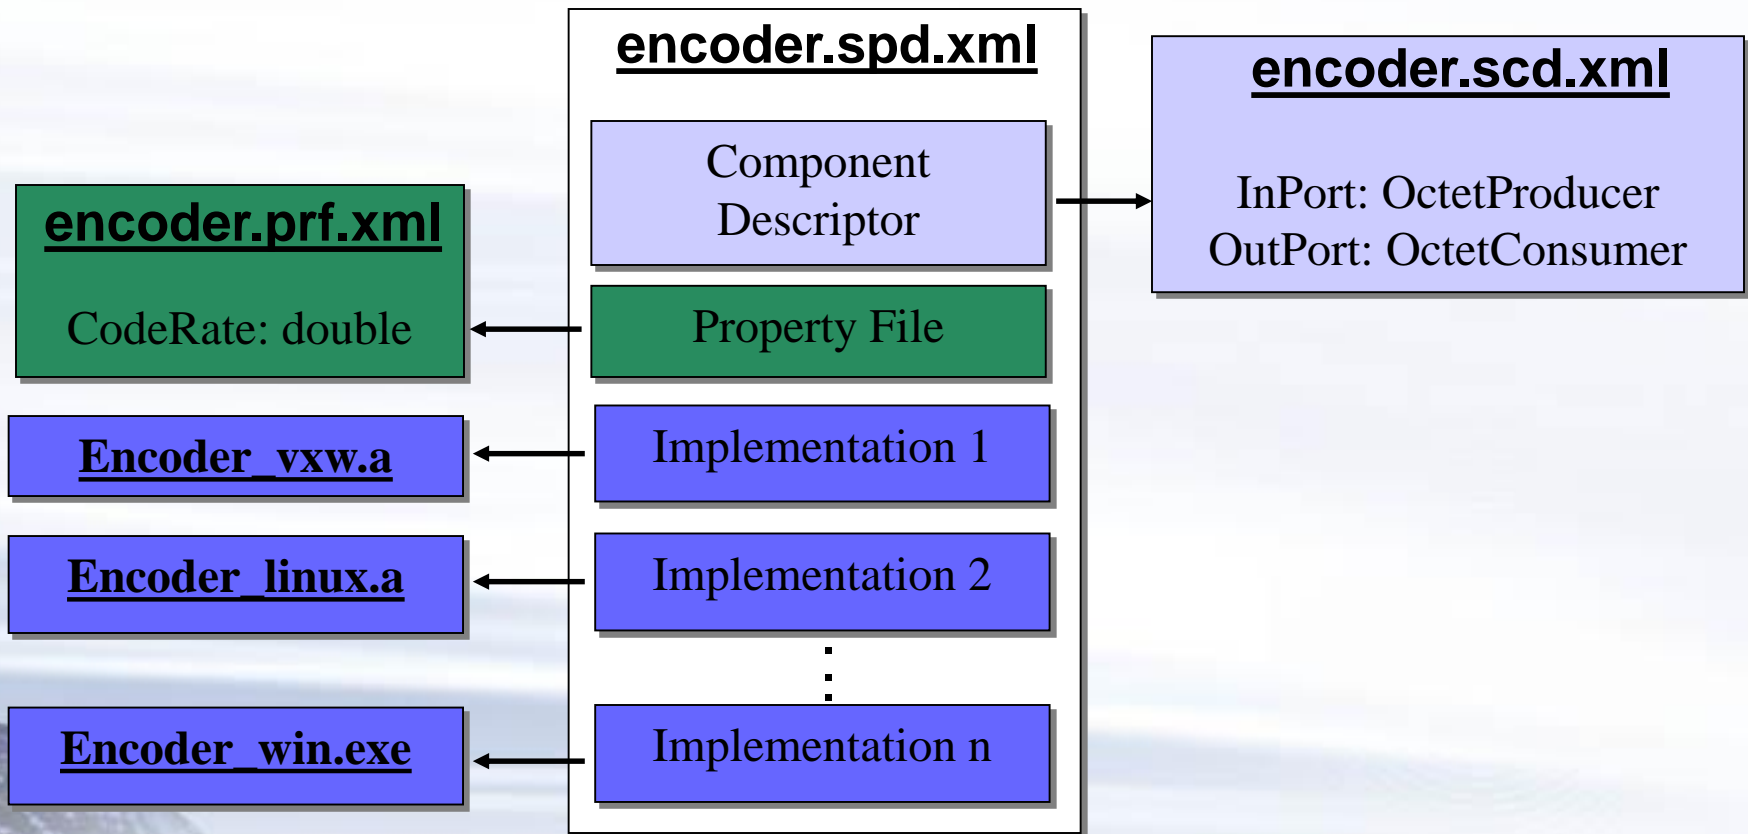 encoder.spd.xml
Component
Descriptor
Property File
Implementation 1
Implementation 2
Implementation n
encoder.scd.xml
InPort: OctetProducer
OutPort: OctetConsumer
encoder.prf.xml
CodeRate: double
Encoder_vxw.a
Encoder_linux.a
Encoder_win.exe